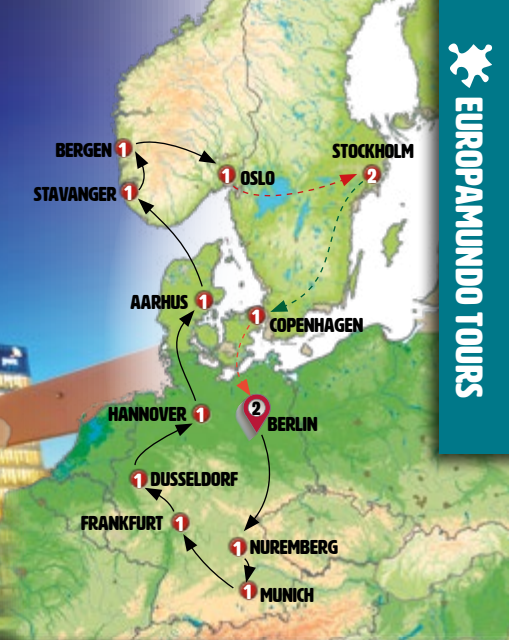 EUROPAMUNDO TOURS
BERGEN 1
1 OSLO
STOCKHOLM
2
STAVANGER 1
AARHUS 1
1
COPENHAGEN
HANNOVER 1
2
BERLIN
1 DUSSELDORF
FRANKFURT 1
1 NUREMBERG
1 MUNICH